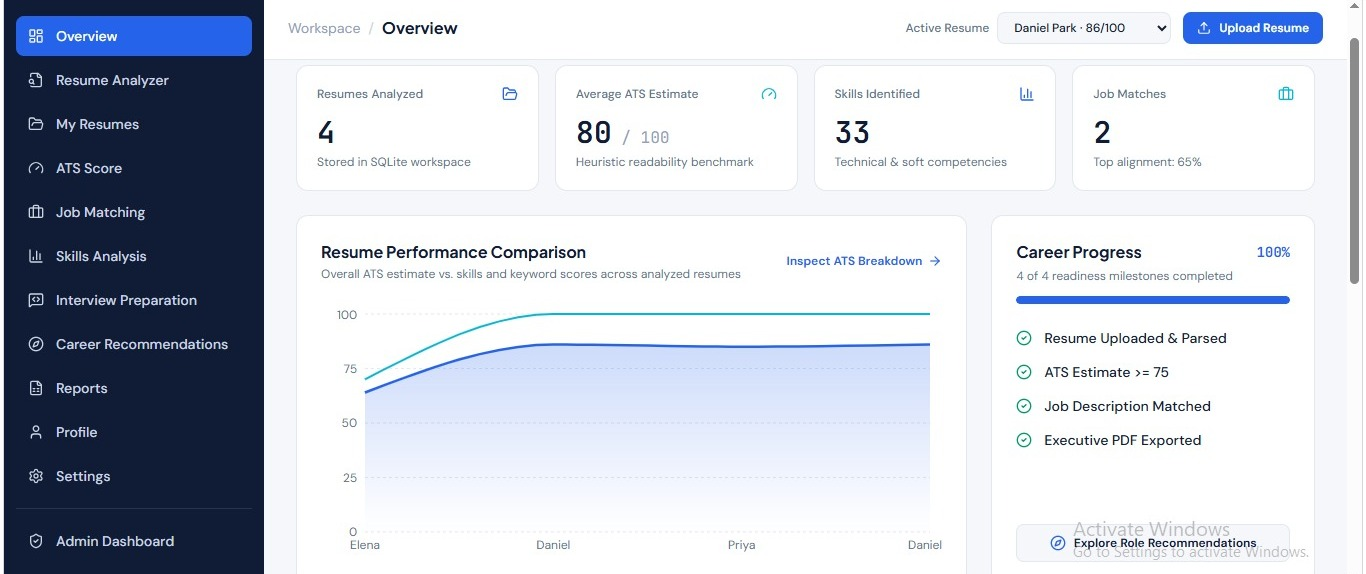 Overview
Resume Analyzer
My Resumes
ATS Score
Job Matching
Skills Analysis
Interview Preparation
Career Recommendations
Reports
Profile
Settings
Admin Dashboard
Workspace / Overview
Active Resume
Daniel Park · 86/100
Upload Resume
Resumes Analyzed
4
Stored in SQLite workspace
Average ATS Estimate
80 / 100
Heuristic readability benchmark
Skills Identified
33
Technical & soft competencies
Job Matches
2
Top alignment: 65%
Resume Performance Comparison
Overall ATS estimate vs. skills and keyword scores across analyzed resumes
Inspect ATS Breakdown →
100
75
50
25
0
Elena Daniel Priya Daniel
Career Progress 100%
4 of 4 readiness milestones completed
Resume Uploaded & Parsed
ATS Estimate >= 75
Job Description Matched
Executive PDF Exported
Explore Role Recommendations
Activate Windows
Go to Settings to activate Windows.